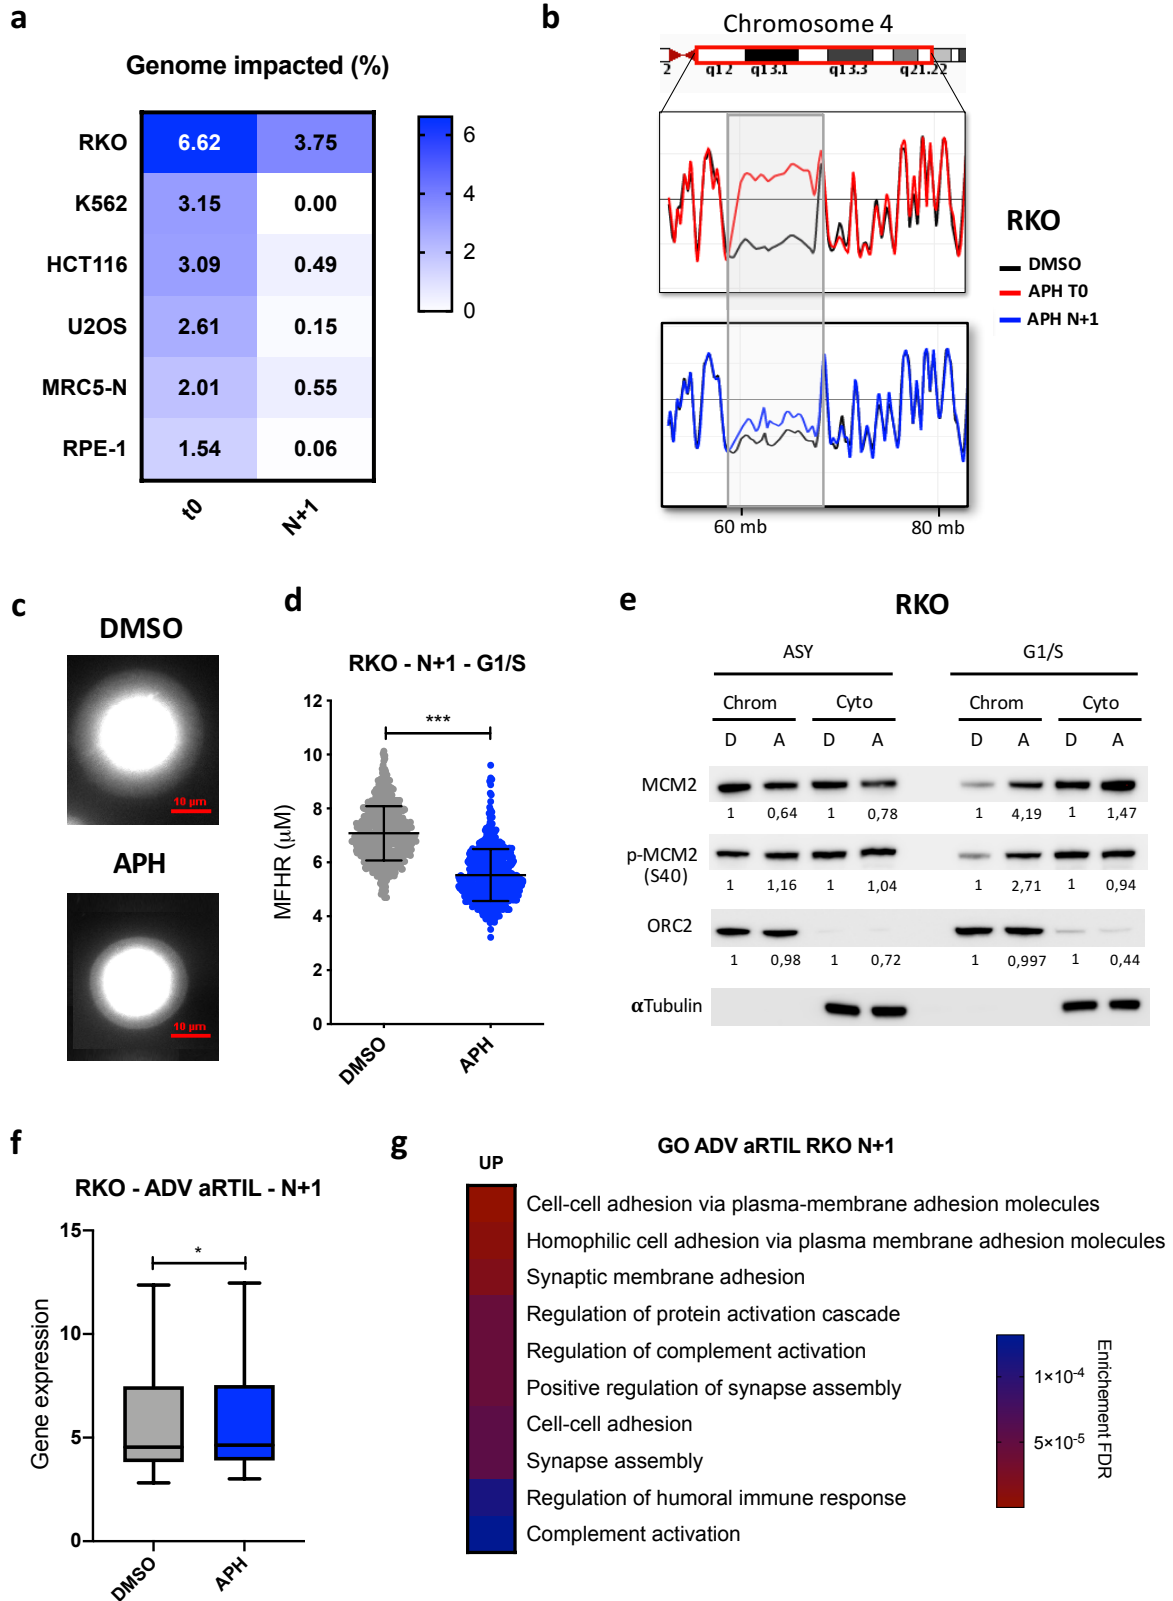 a
Genome impacted (%)
RKO 6.62 3.75
K562 3.15 0.00
HCT116 3.09 0.49
U2OS 2.61 0.15
MRC5-N 2.01 0.55
RPE-1 1.54 0.06
t0 N+1
6
4
2
0
b
Chromosome 4
2 q12 q13.1 q13.3 q21.22
60 mb 80 mb
RKO
DMSO
APH T0
APH N+1
c
DMSO
10 µm
APH
10 µm
d
RKO - N+1 - G1/S
***
12
10
8
6
4
2
0
MFHR (µM)
DMSO APH
e
RKO
ASY G1/S
Chrom Cyto Chrom Cyto
D A D A D A D A
MCM2
1 0,64 1 0,78 1 4,19 1 1,47
p-MCM2
(S40)
1 1,16 1 1,04 1 2,71 1 0,94
ORC2
1 0,98 1 0,72 1 0,997 1 0,44
αTubulin
f
RKO - ADV aRTIL - N+1
*
15
10
5
0
Gene expression
DMSO APH
g
GO ADV aRTIL RKO N+1
UP
Cell-cell adhesion via plasma-membrane adhesion molecules
Homophilic cell adhesion via plasma membrane adhesion molecules
Synaptic membrane adhesion
Regulation of protein activation cascade
Regulation of complement activation
Positive regulation of synapse assembly
Cell-cell adhesion
Synapse assembly
Regulation of humoral immune response
Complement activation
1×10⁻⁴
5×10⁻⁵
Enrichement FDR